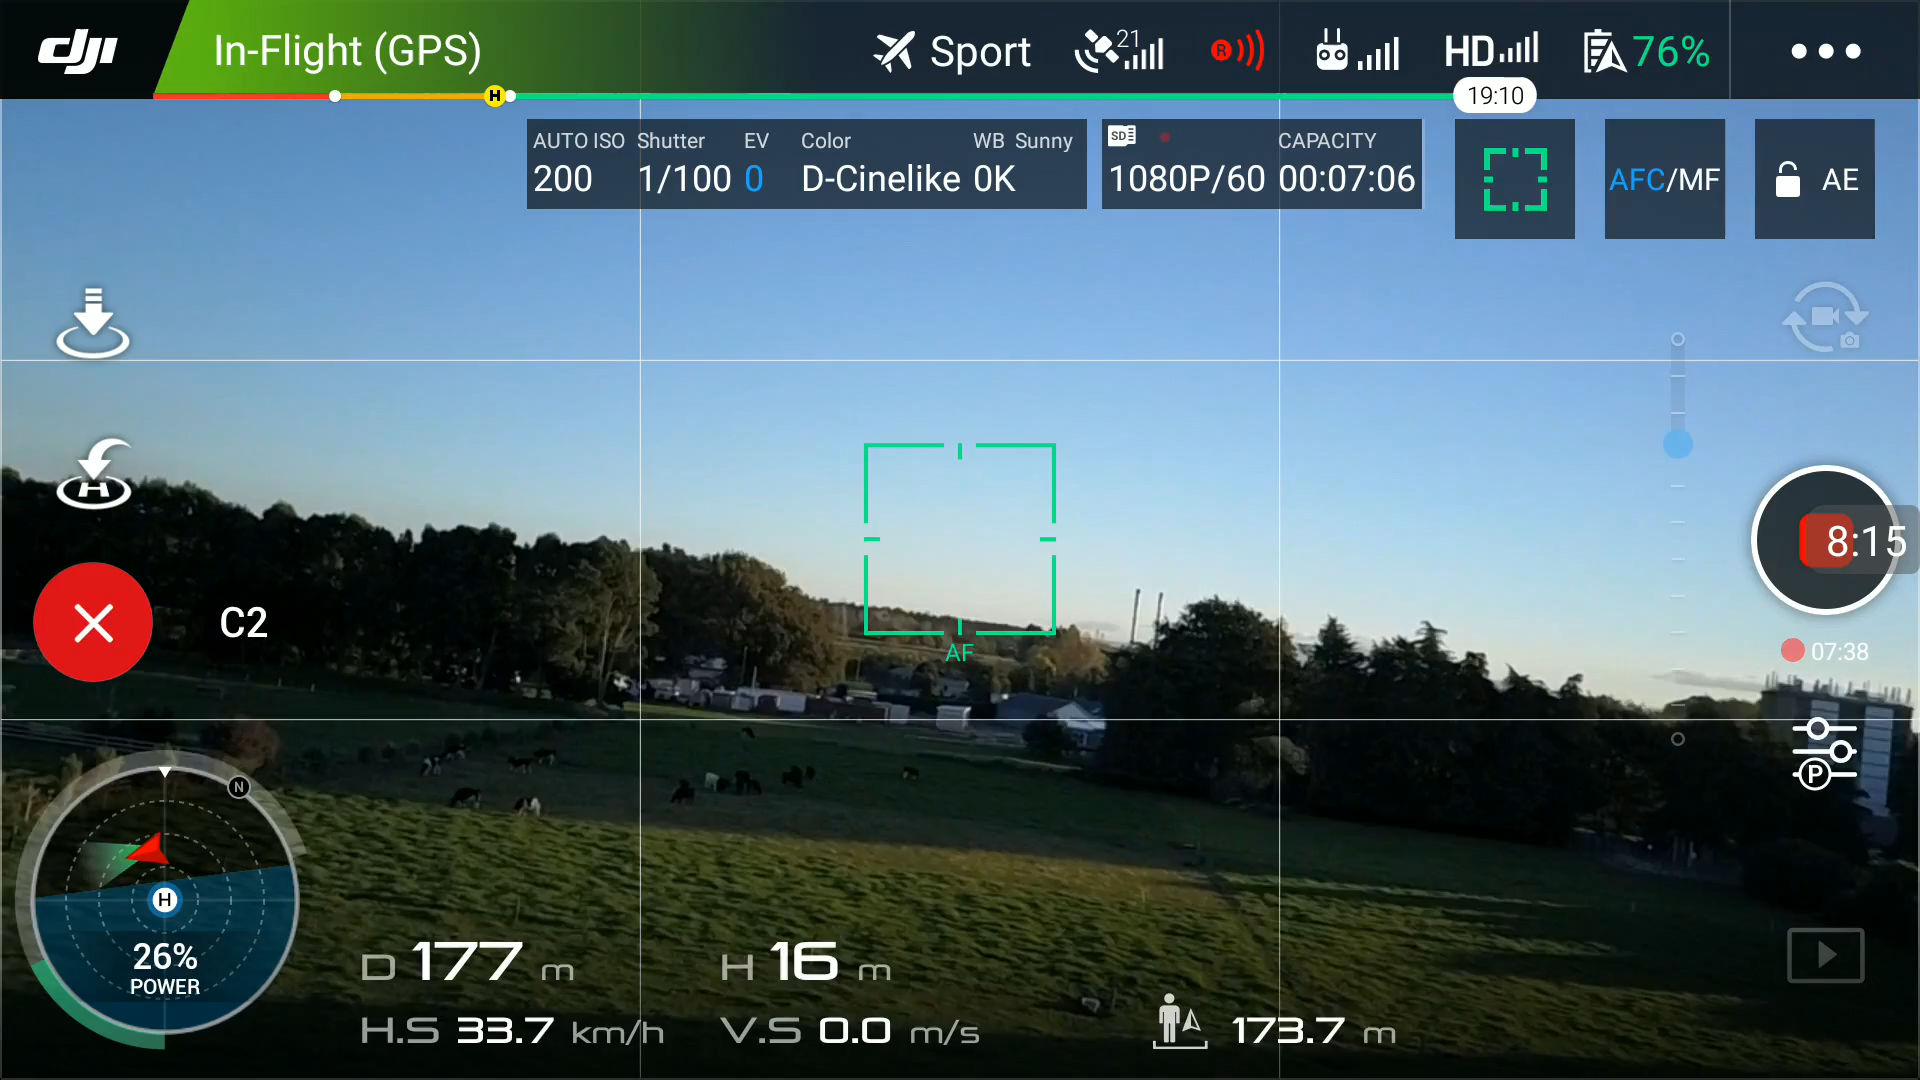 dji
In-Flight (GPS)
Sport
21
R
HD
76%
H
19:10
AUTO ISO Shutter EV Color WB Sunny
200 1/100 0 D-Cinelike 0K
SD CAPACITY
1080P/60 00:07:06
AFC/MF
AE
H
C2
AF
8:15
07:38
P
N
H
26%
POWER
D 177 m
H 16 m
H.S 33.7 km/h
V.S 0.0 m/s
173.7 m